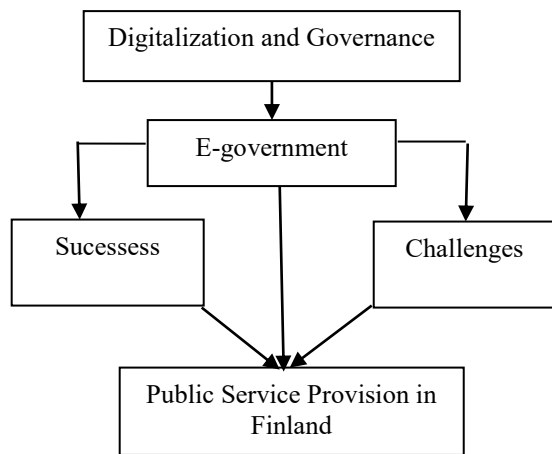 Digitalization and Governance
E-government
Sucessess
Challenges
Public Service Provision in
Finland